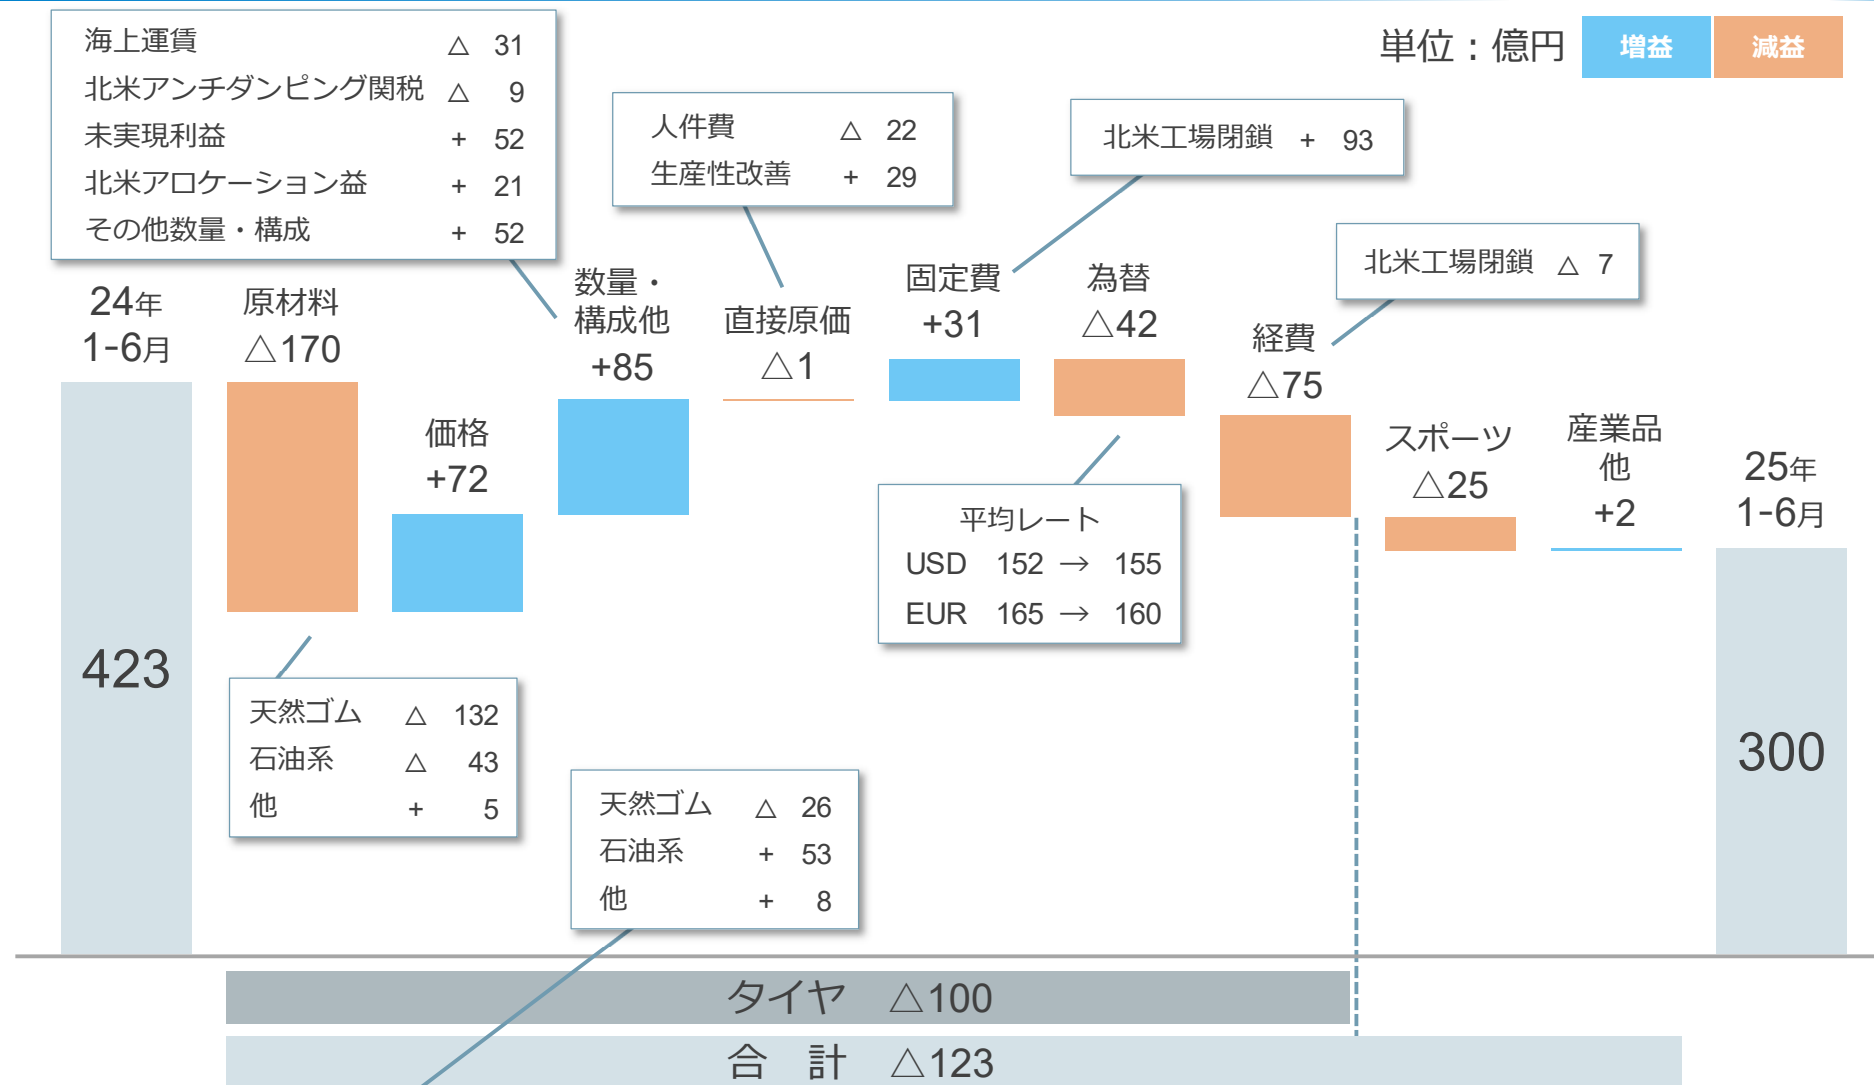 単位：億円 増益 減益
海上運賃 △ 31
北米アンチダンピング関税 △ 9
未実現利益 + 52
北米アロケーション益 + 21
その他数量・構成 + 52
人件費 △ 22
生産性改善 + 29
北米工場閉鎖 + 93
北米工場閉鎖 △ 7
24年
1-6月
423
原材料
△170
価格
+72
数量・
構成他
+85
直接原価
△1
固定費
+31
為替
△42
経費
△75
スポーツ
△25
産業品
他
+2
25年
1-6月
300
平均レート
USD 152 → 155
EUR 165 → 160
天然ゴム △ 132
石油系 △ 43
他 + 5
天然ゴム △ 26
石油系 + 53
他 + 8
タイヤ △100
合 計 △123